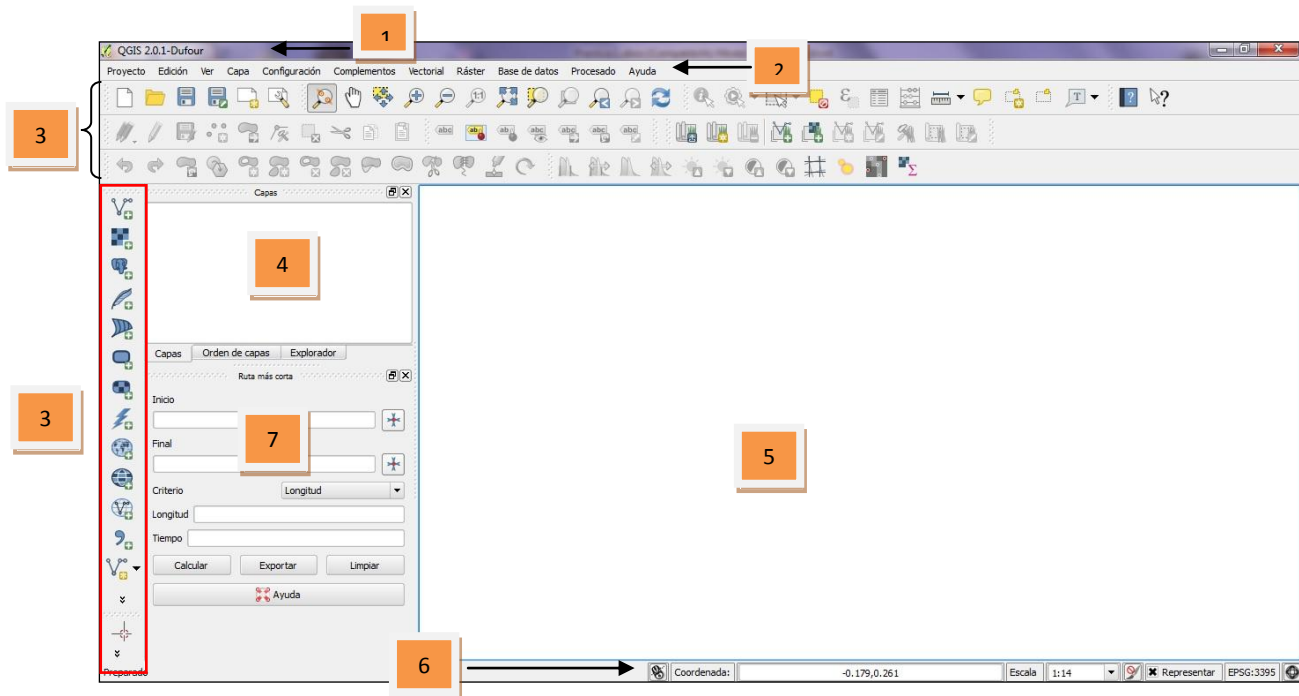 1
QGIS 2.0.1-Dufour
2
Proyecto Edición Ver Capa Configuración Complementos Vectorial Ráster Base de datos Procesado Ayuda
3
Capas
4
Capas Orden de capas Explorador
Ruta más corta
Inicio
3
7
Final
5
Criterio Longitud
Longitud
Tiempo
Calcular Exportar Limpiar
Ayuda
6
Preparado
Coordenada: -0.179,0.261 Escala 1:14 Representar EPSG:3395